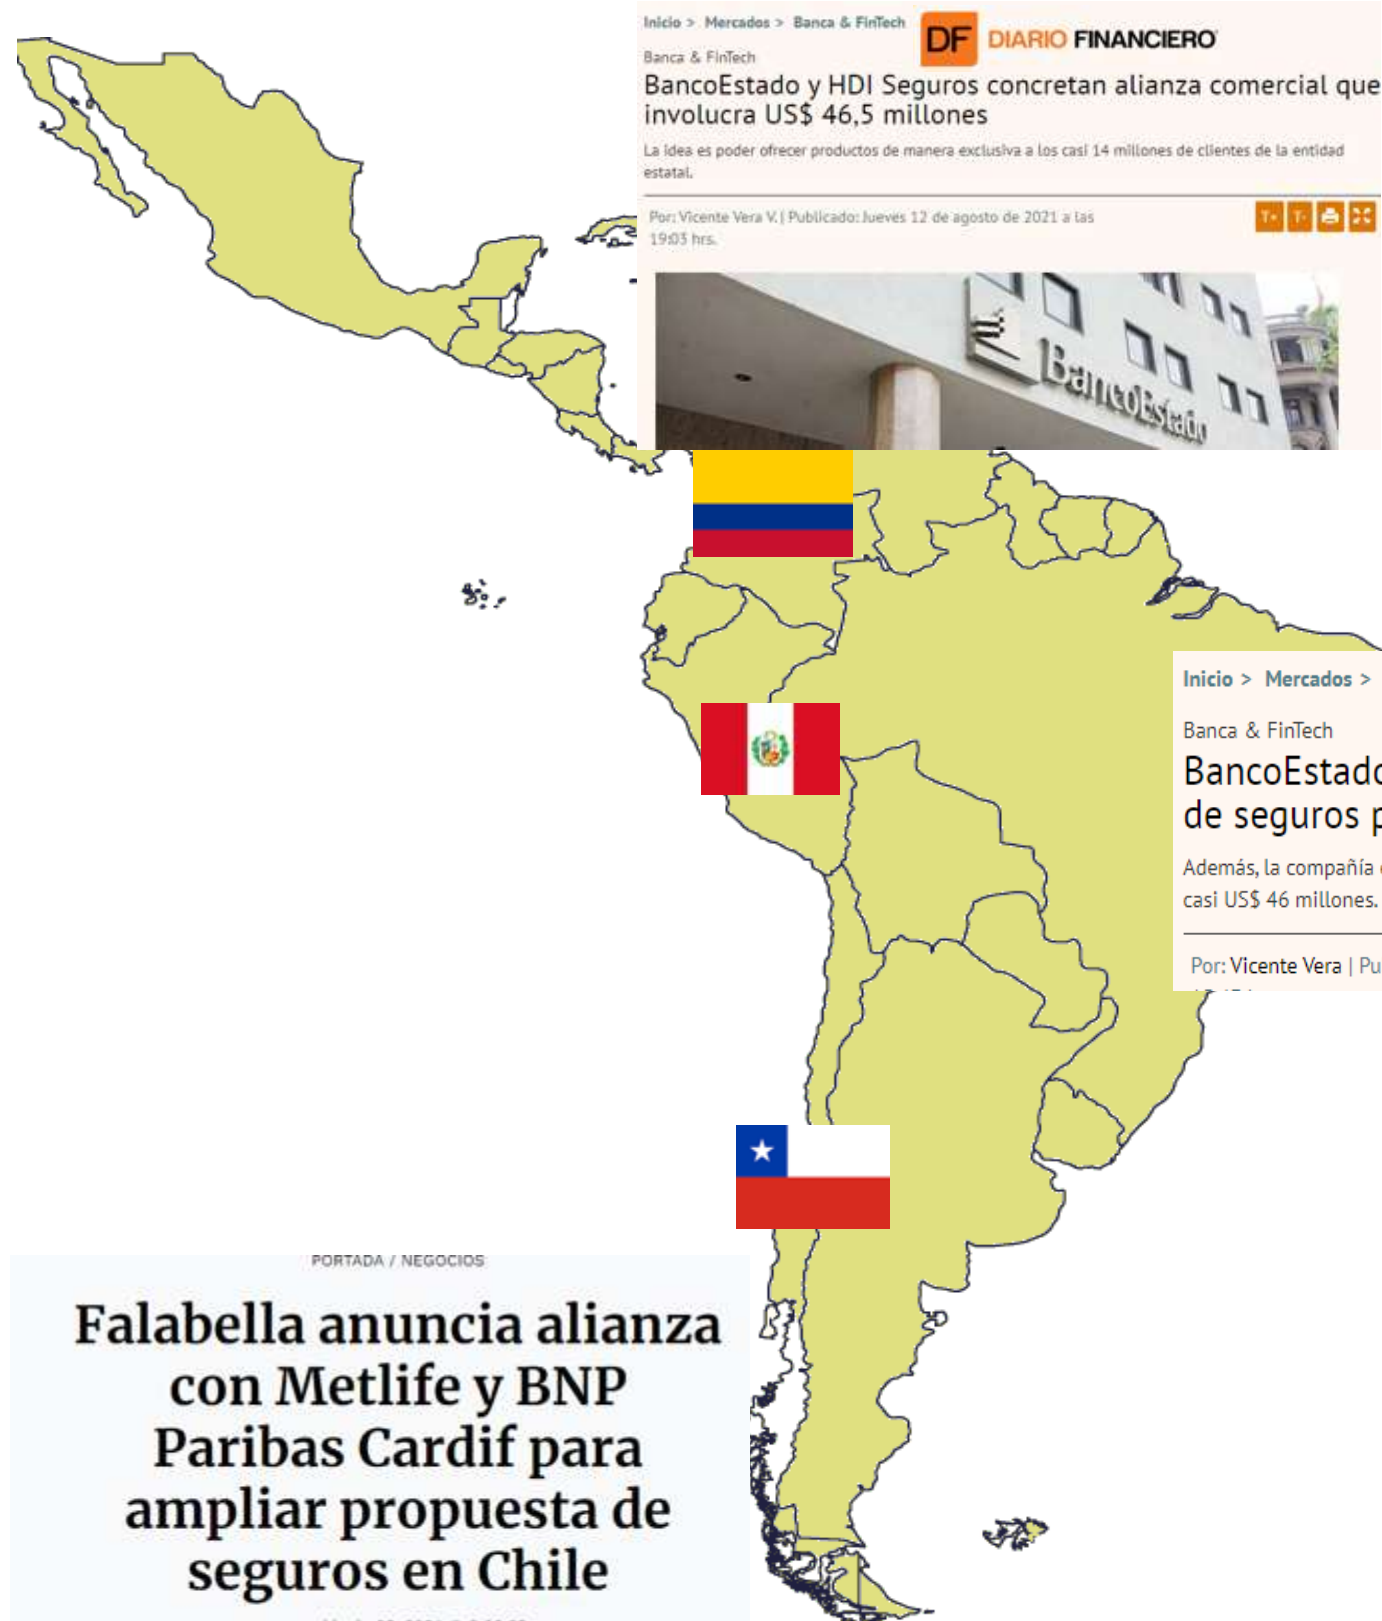 Inicio > Mercados > Banca & FinTech
DF DIARIO FINANCIERO
Banca & FinTech
BancoEstado y HDI Seguros concretan alianza comercial que
involucra US$ 46,5 millones
La idea es poder ofrecer productos de manera exclusiva a los casi 14 millones de clientes de la entidad
estatal.
Por: Vicente Vera V. | Publicado: Jueves 12 de agosto de 2021 a las
19:03 hrs.
T+ T-
BancoEstado
Inicio > Mercados >
Banca & FinTech
BancoEstado
de seguros p
Además, la compañía
casi US$ 46 millones.
Por: Vicente Vera | Pu
PORTADA / NEGOCIOS
Falabella anuncia alianza
con Metlife y BNP
Paribas Cardif para
ampliar propuesta de
seguros en Chile